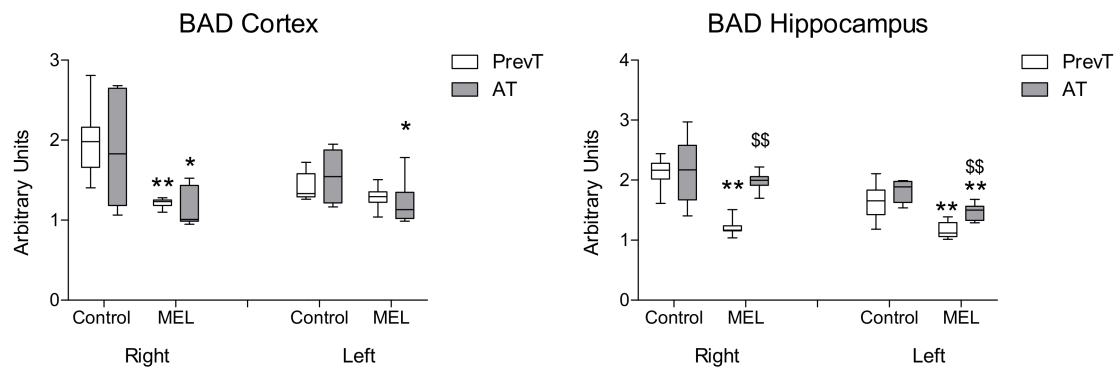 BAD Cortex
3
2
1
0
Arbitrary Units
PrevT
AT
**
*
*
Control MEL Control MEL
Right Left
BAD Hippocampus
4
3
2
1
0
Arbitrary Units
PrevT
AT
**
$$
**
$$
**
Control MEL Control MEL
Right Left